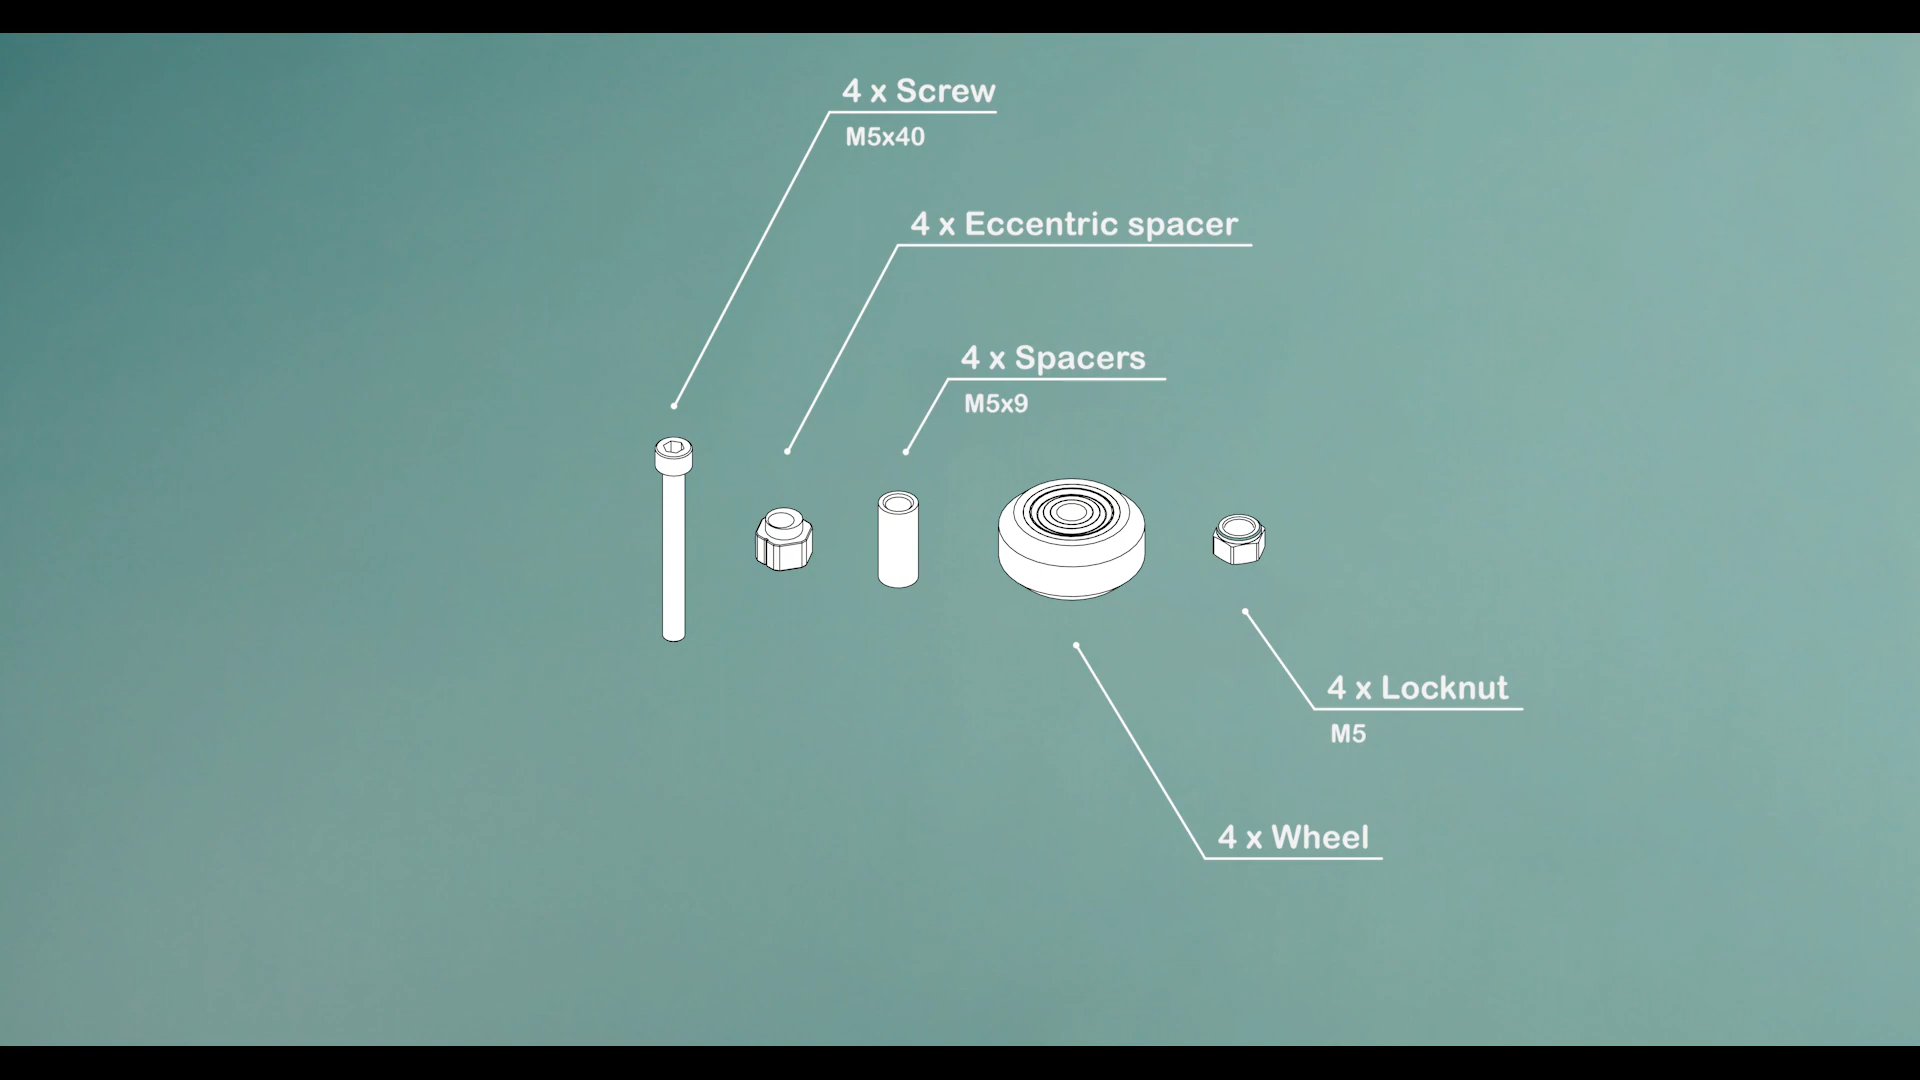 4 x Screw
M5x40
4 x Eccentric spacer
4 x Spacers
M5x9
4 x Locknut
M5
4 x Wheel